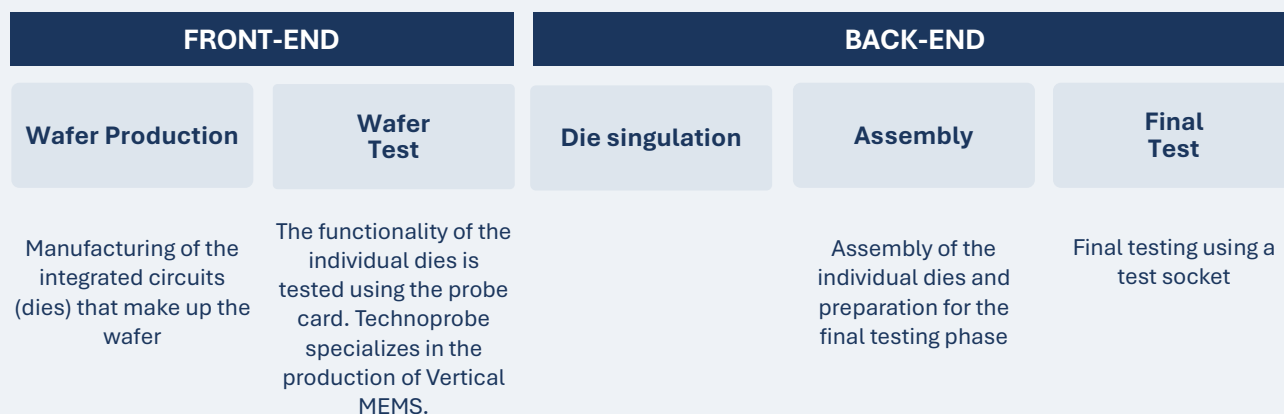 FRONT-END
BACK-END
Wafer Production
Wafer
Test
Die singulation
Assembly
Final
Test
Manufacturing of the
integrated circuits
(dies) that make up the
wafer
The functionality of the
individual dies is
tested using the probe
card. Technoprobe
specializes in the
production of Vertical
MEMS.
Assembly of the
individual dies and
preparation for the
final testing phase
Final testing using a
test socket